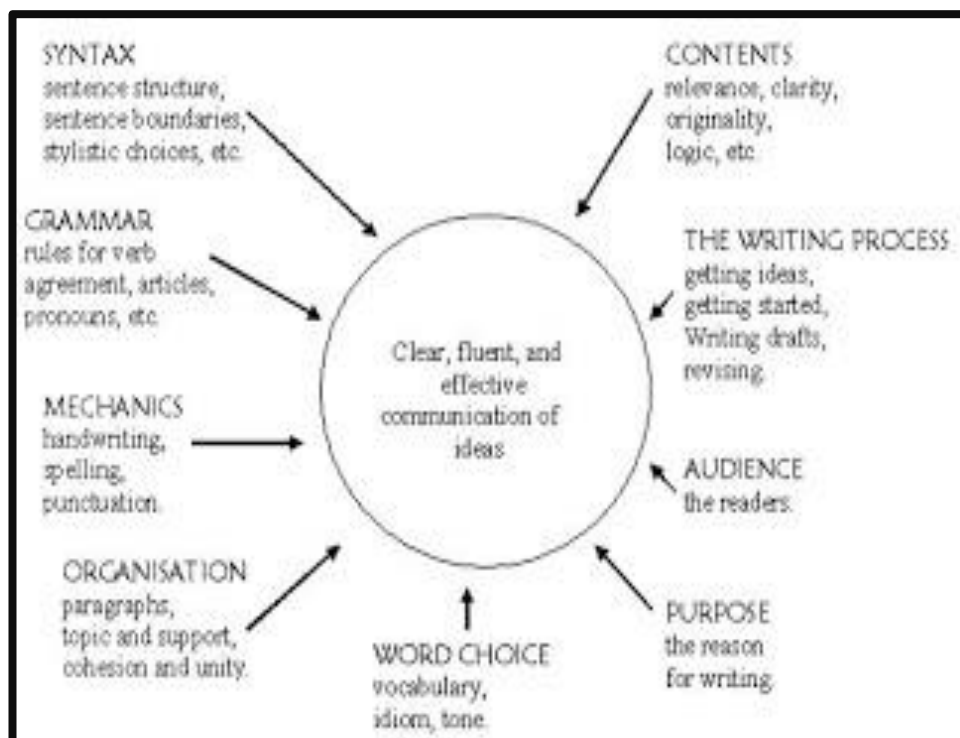 SYNTAX
sentence structure,
sentence boundaries,
stylistic choices, etc.
CONTENTS
relevance, clarity,
originality,
logic, etc.
GRAMMAR
rules for verb
agreement, articles,
pronouns, etc.
THE WRITING PROCESS
getting ideas,
getting started,
Writing drafts,
revising.
Clear, fluent, and
effective
communication of
ideas
MECHANICS
handwriting,
spelling,
punctuation.
AUDIENCE
the readers.
ORGANISATION
paragraphs,
topic and support,
cohesion and unity.
WORD CHOICE
vocabulary,
idiom, tone.
PURPOSE
the reason
for writing.